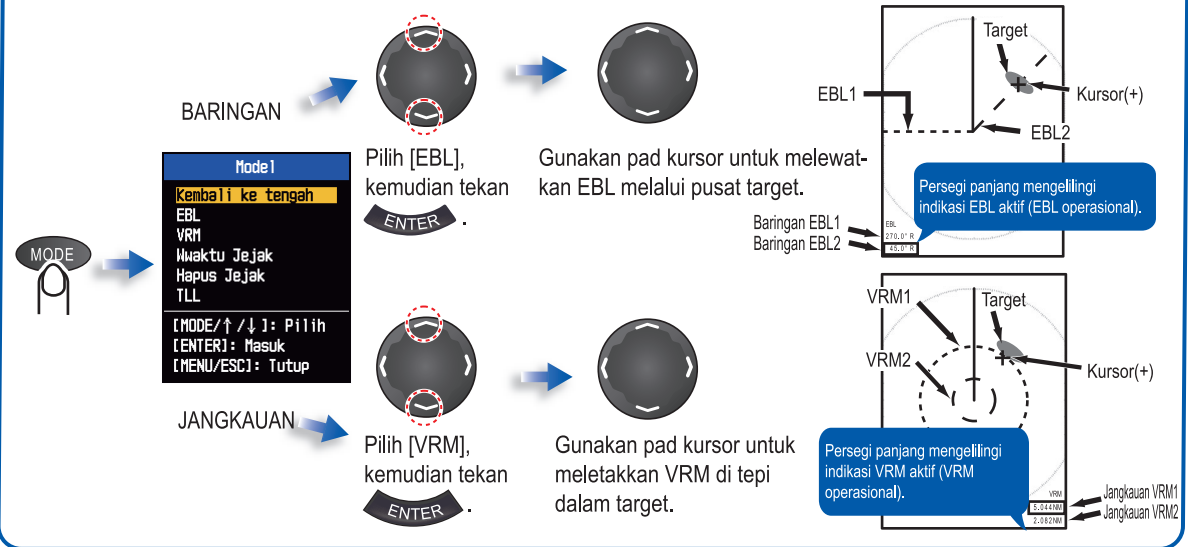 MODE
Model
Kembali ke tengah
EBL
VRM
Wwaktu Jejak
Hapus Jejak
TLL
[MODE/↑/↓]: Pilih
[ENTER]: Masuk
[MENU/ESC]: Tutup
BARINGAN
Pilih [EBL],
kemudian tekan
ENTER .
Gunakan pad kursor untuk melewat-
kan EBL melalui pusat target.
Target
EBL1
Kursor(+)
EBL2
Persegi panjang mengelilingi
indikasi EBL aktif (EBL operasional).
Baringan EBL1
Baringan EBL2
EBL
270.0° R
45.0° R
JANGKAUAN
Pilih [VRM],
kemudian tekan
ENTER .
Gunakan pad kursor untuk
meletakkan VRM di tepi
dalam target.
VRM1
Target
VRM2
Kursor(+)
Persegi panjang mengelilingi
indikasi VRM aktif (VRM
operasional).
VRM
5.044NM
2.082NM
Jangkauan VRM1
Jangkauan VRM2